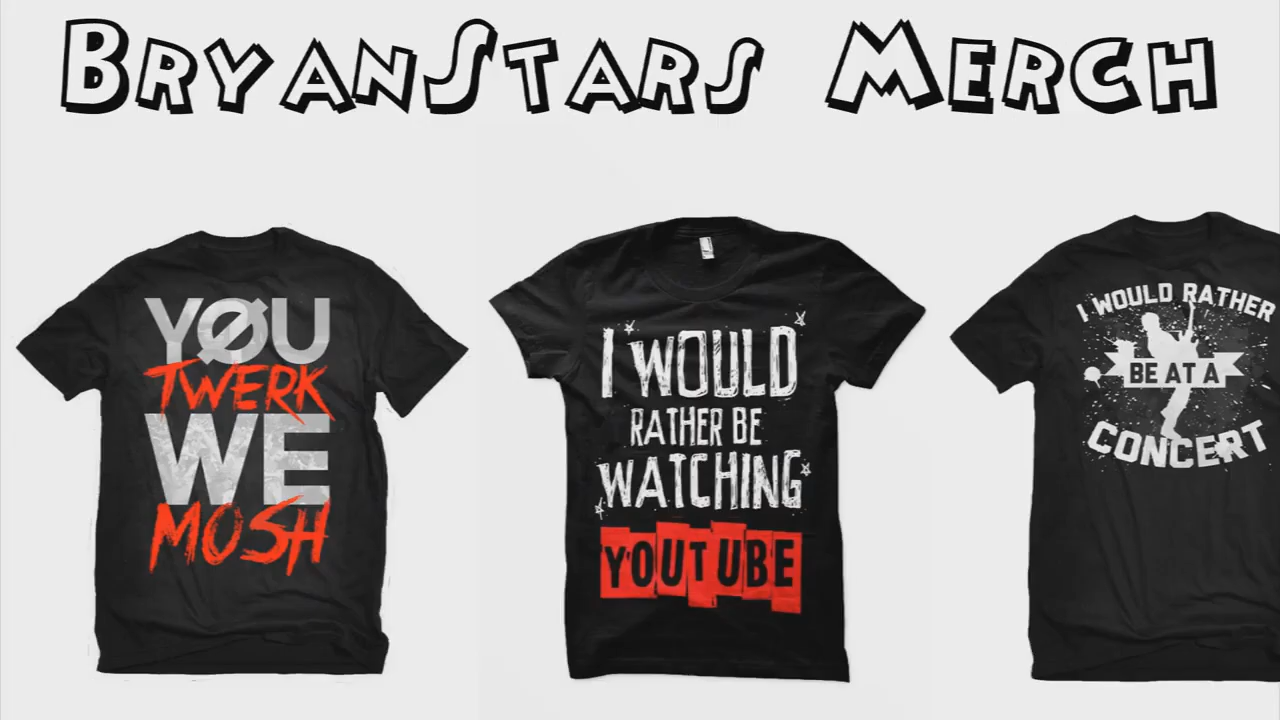 BRYANSTARS MERCH
YØU
TWERK
WE
MOSH
I WOULD
RATHER BE
WATCHING
YOUTUBE
I WOULD RATHER
BE AT A
CONCERT